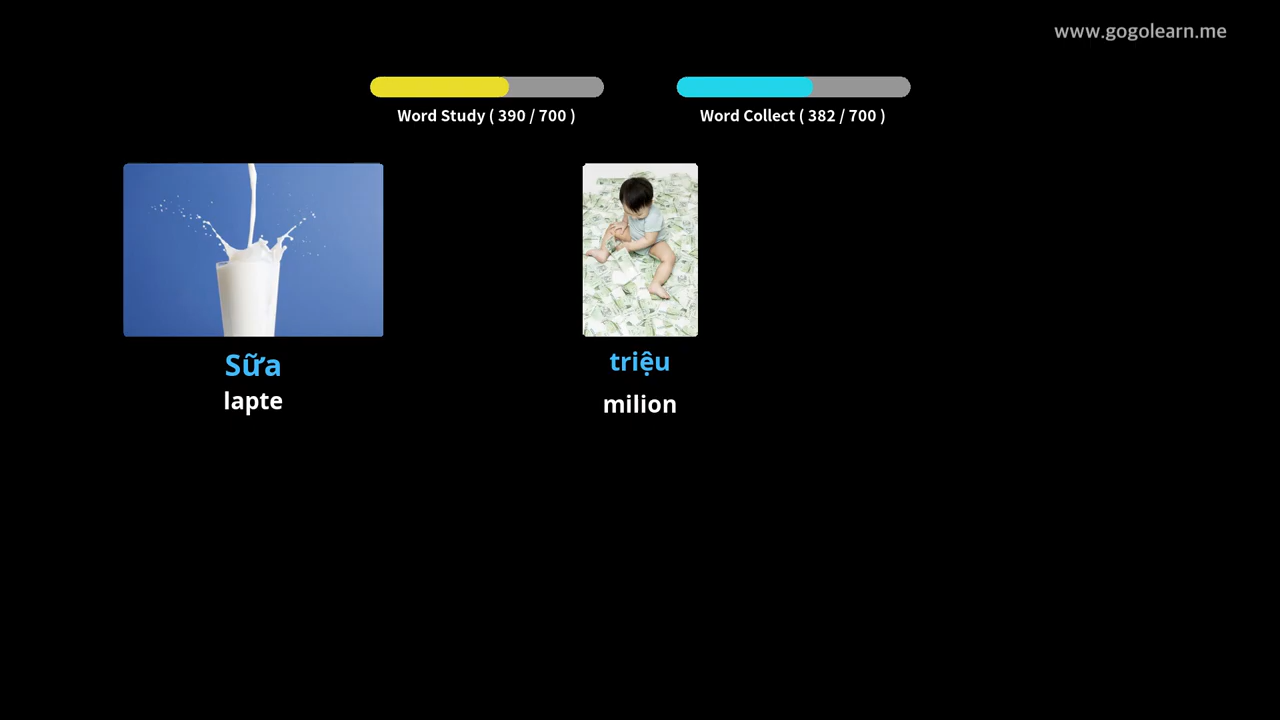 www.gogolearn.me
Word Study ( 390 / 700 )
Word Collect ( 382 / 700 )
Sữa
lapte
triệu
milion